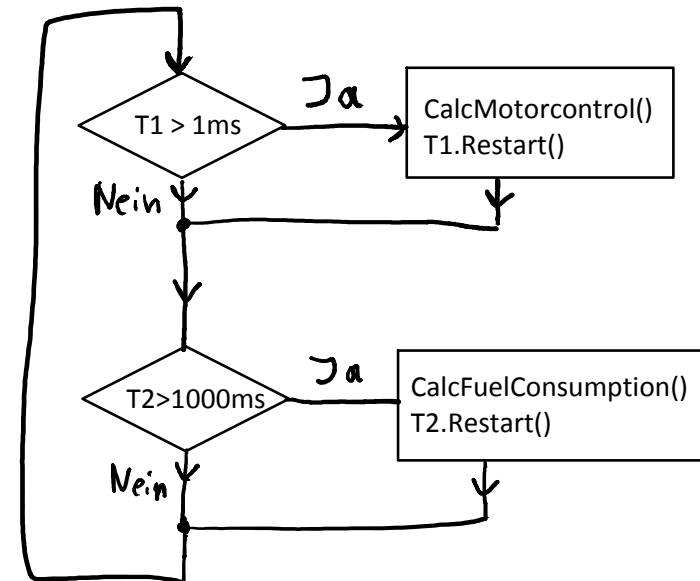 T1 > 1ms
Ja
CalcMotorcontrol()
T1.Restart()
Nein
T2>1000ms
Ja
CalcFuelConsumption()
T2.Restart()
Nein